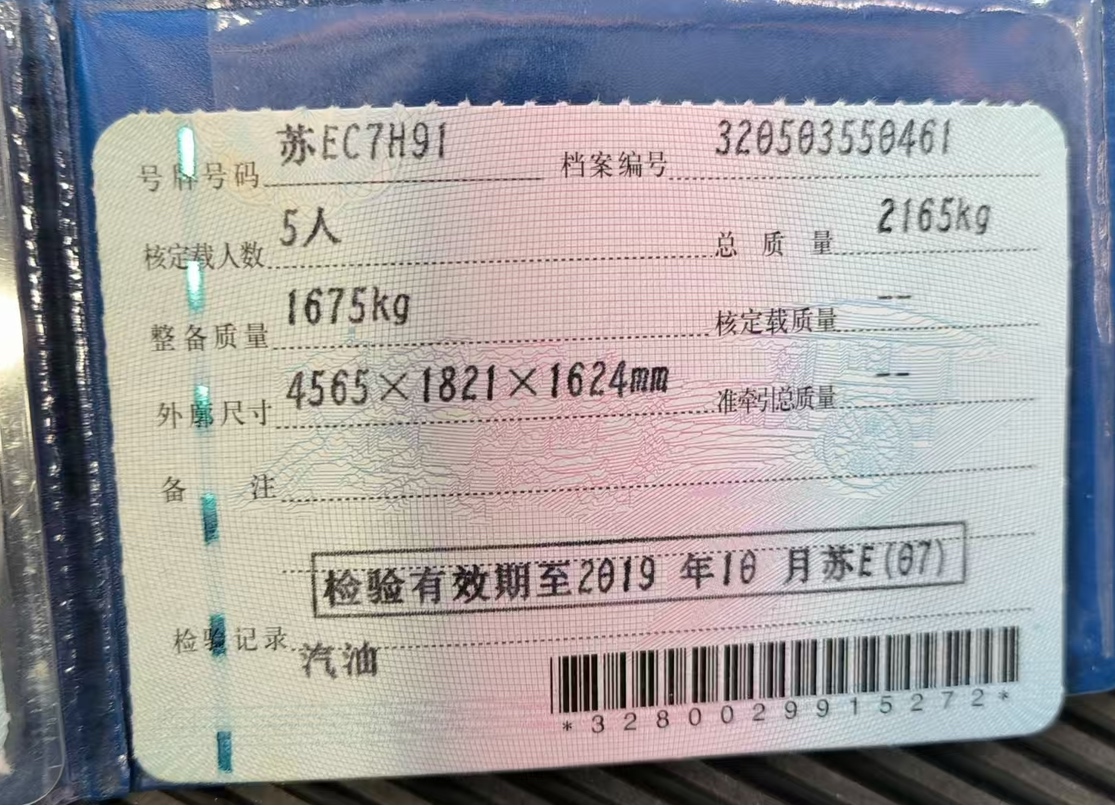 号牌号码 苏EC7H91 档案编号 320503550461
核定载人数 5人 总质量 2165kg
整备质量 1675kg 核定载质量 --
外廓尺寸 4565×1821×1624mm 准牵引总质量 --
备注
检验有效期至2019 年10 月苏E(07)
检验记录 汽油
*3280029915272*